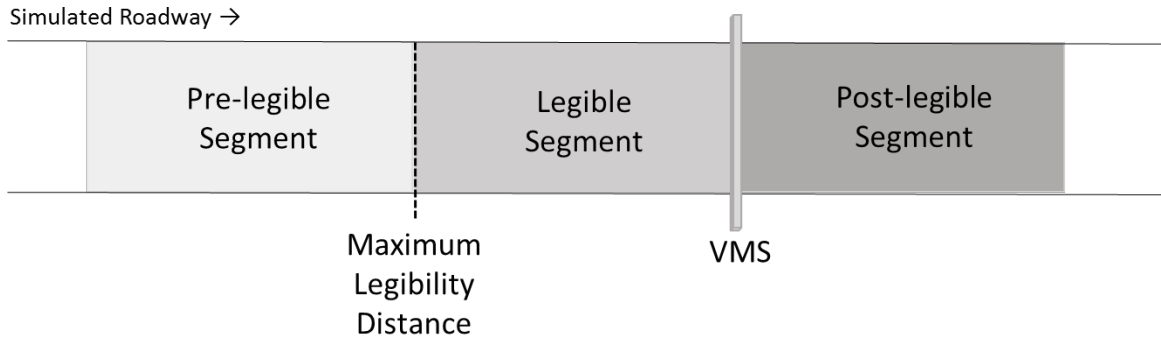 Simulated Roadway →
Pre-legible
Segment
Legible
Segment
Post-legible
Segment
Maximum
Legibility
Distance
VMS